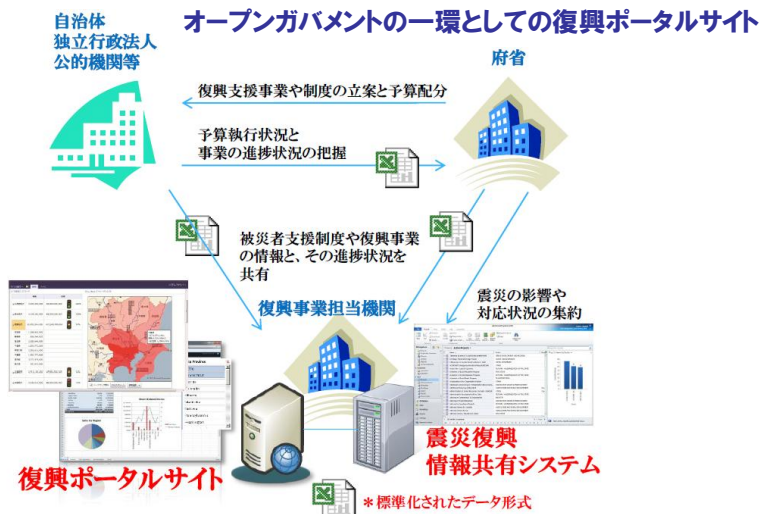 オープンガバメントの一環としての復興ポータルサイト
自治体
独立行政法人
公的機関等
府省
復興支援事業や制度の立案と予算配分
予算執行状況と
事業の進捗状況の把握
被災者支援制度や復興事業
の情報と、その進捗状況を
共有
復興事業担当機関
震災の影響や
対応状況の集約
復興ポータルサイト
震災復興
情報共有システム
＊標準化されたデータ形式